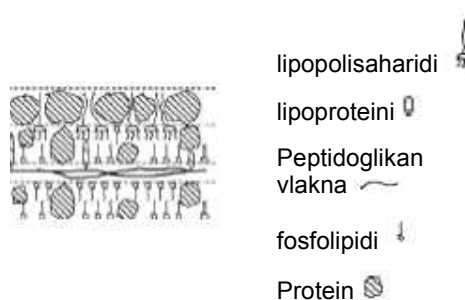 lipopolisaharidi
lipoproteini
Peptidoglikan
vlakna
fosfolipidi
Protein